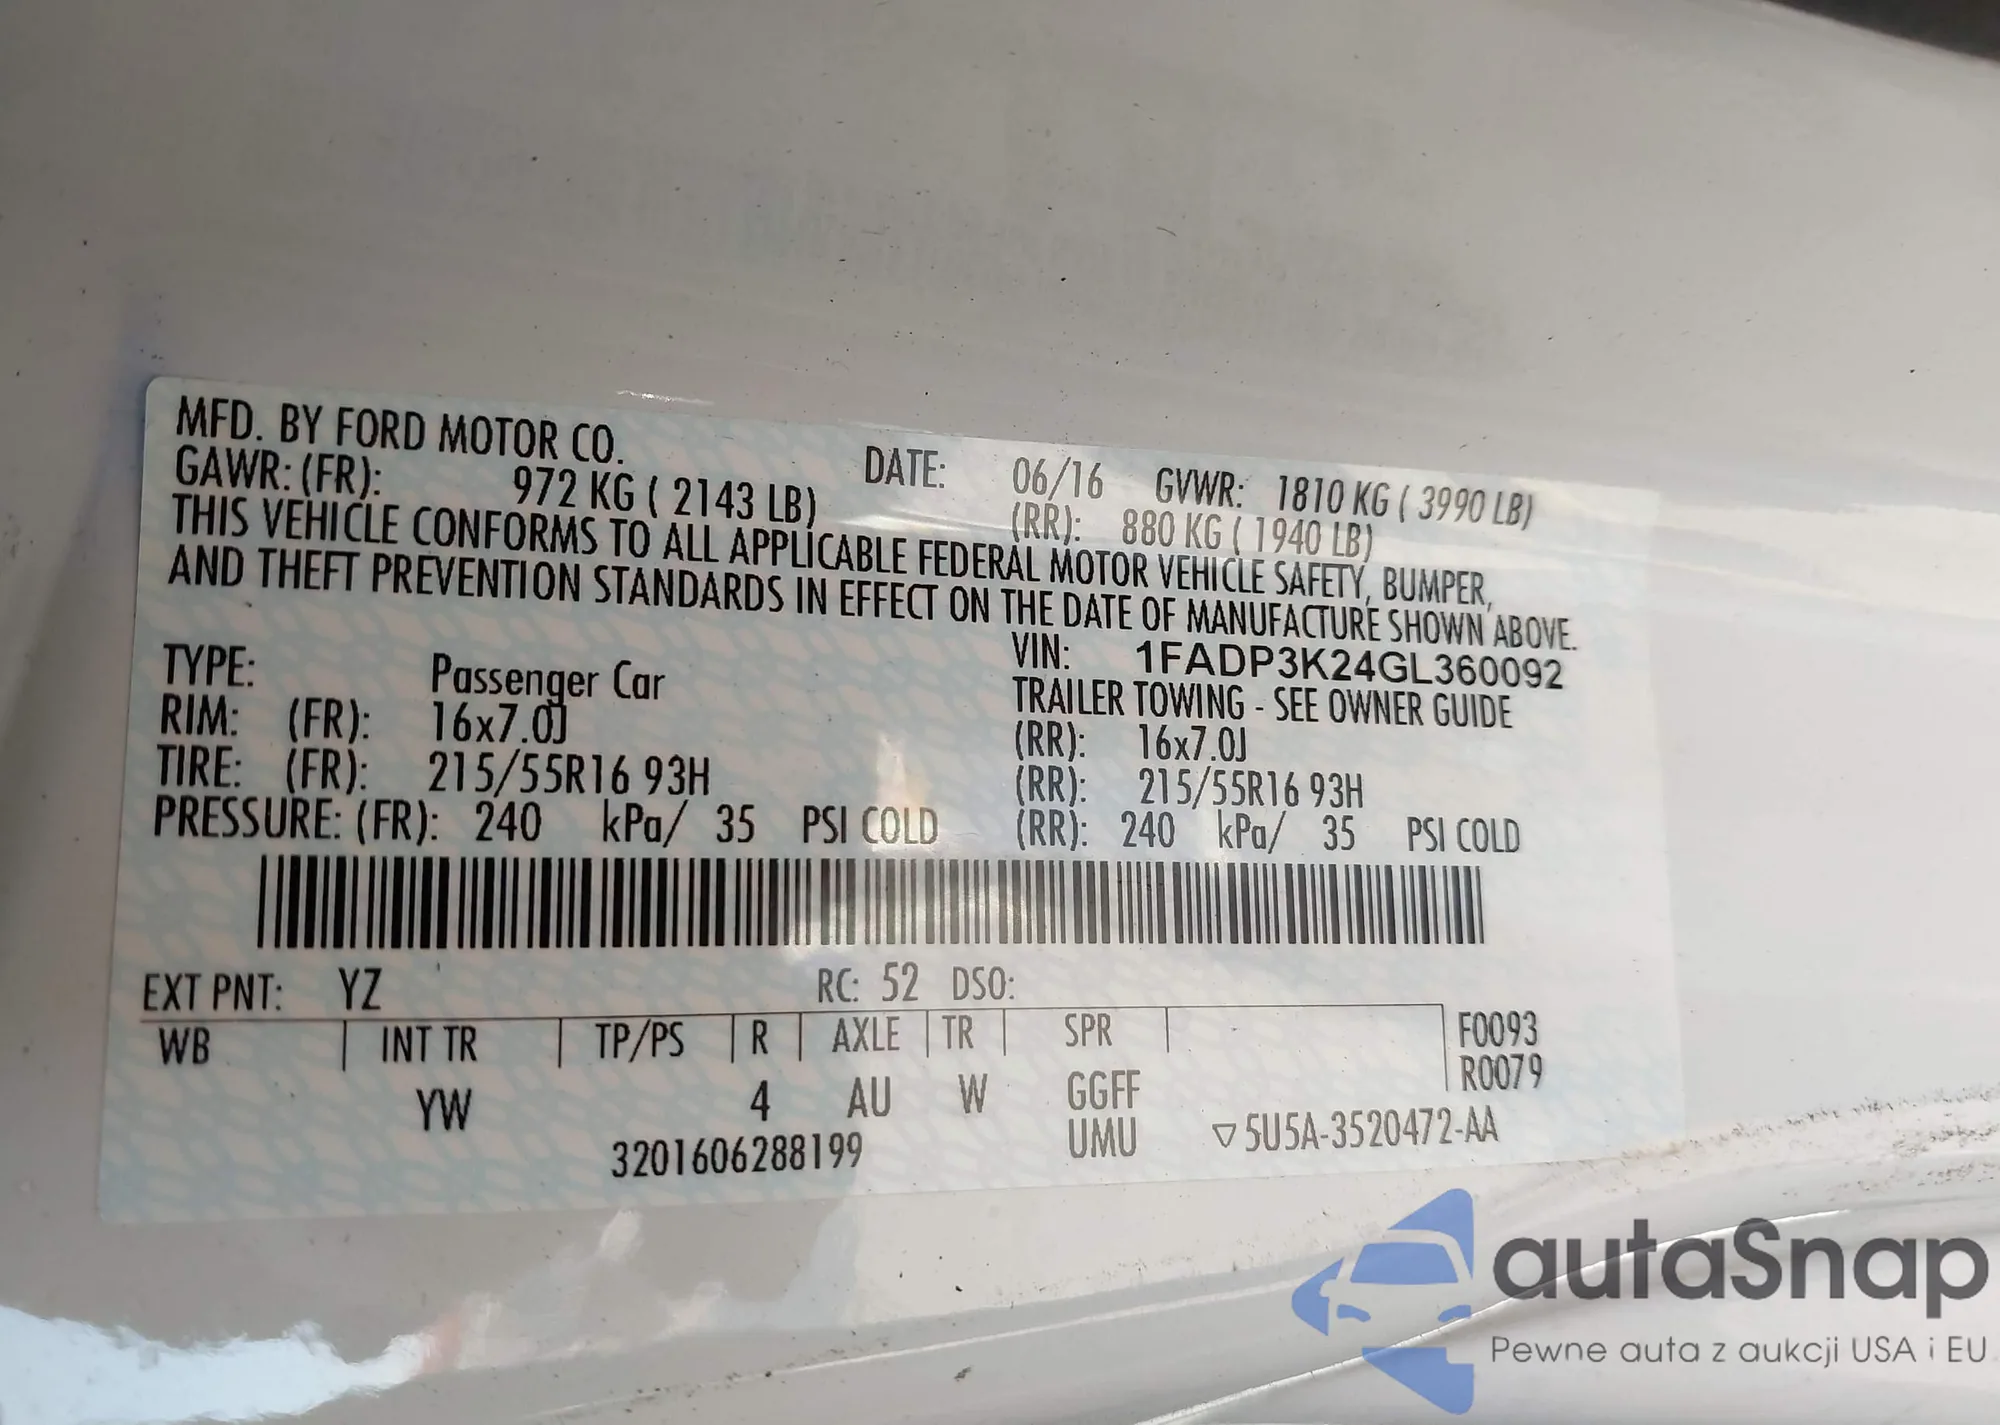 MFD. BY FORD MOTOR CO.
DATE: 06/16 GVWR: 1810 KG ( 3990 LB)
GAWR: (FR): 972 KG ( 2143 LB) (RR): 880 KG ( 1940 LB)
THIS VEHICLE CONFORMS TO ALL APPLICABLE FEDERAL MOTOR VEHICLE SAFETY, BUMPER,
AND THEFT PREVENTION STANDARDS IN EFFECT ON THE DATE OF MANUFACTURE SHOWN ABOVE.
VIN: 1FADP3K24GL360092
TYPE: Passenger Car TRAILER TOWING - SEE OWNER GUIDE
RIM: (FR): 16x7.0J (RR): 16x7.0J
TIRE: (FR): 215/55R16 93H (RR): 215/55R16 93H
PRESSURE: (FR): 240 kPa/ 35 PSI COLD (RR): 240 kPa/ 35 PSI COLD
EXT PNT: YZ RC: 52 DSO:
WB | INT TR | TP/PS | R | AXLE | TR | SPR | F0093
R0079
YW 4 AU W GGFF
UMU
3201606288199 ▽5U5A-3520472-AA
autaSnap
Pewne auta z aukcji USA i EU